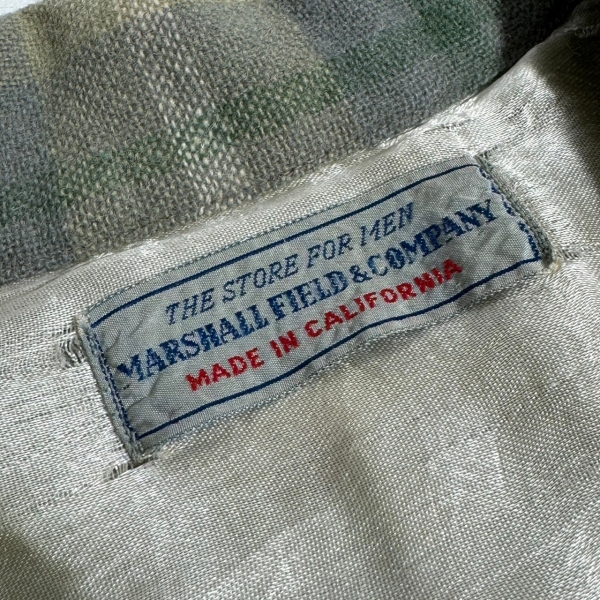 THE STORE FOR MEN
MARSHALL FIELD & COMPANY
MADE IN CALIFORNIA